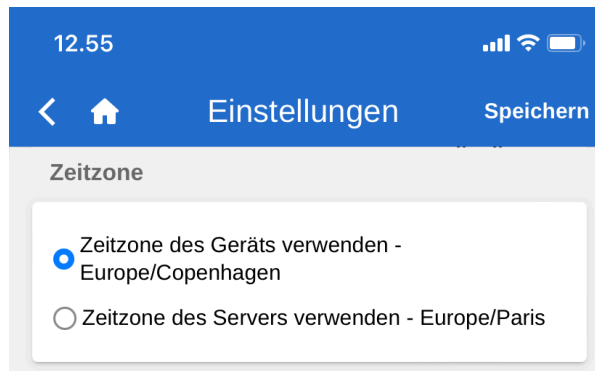 12.55
Einstellungen
Speichern
Zeitzone
Zeitzone des Geräts verwenden -
Europe/Copenhagen
Zeitzone des Servers verwenden - Europe/Paris